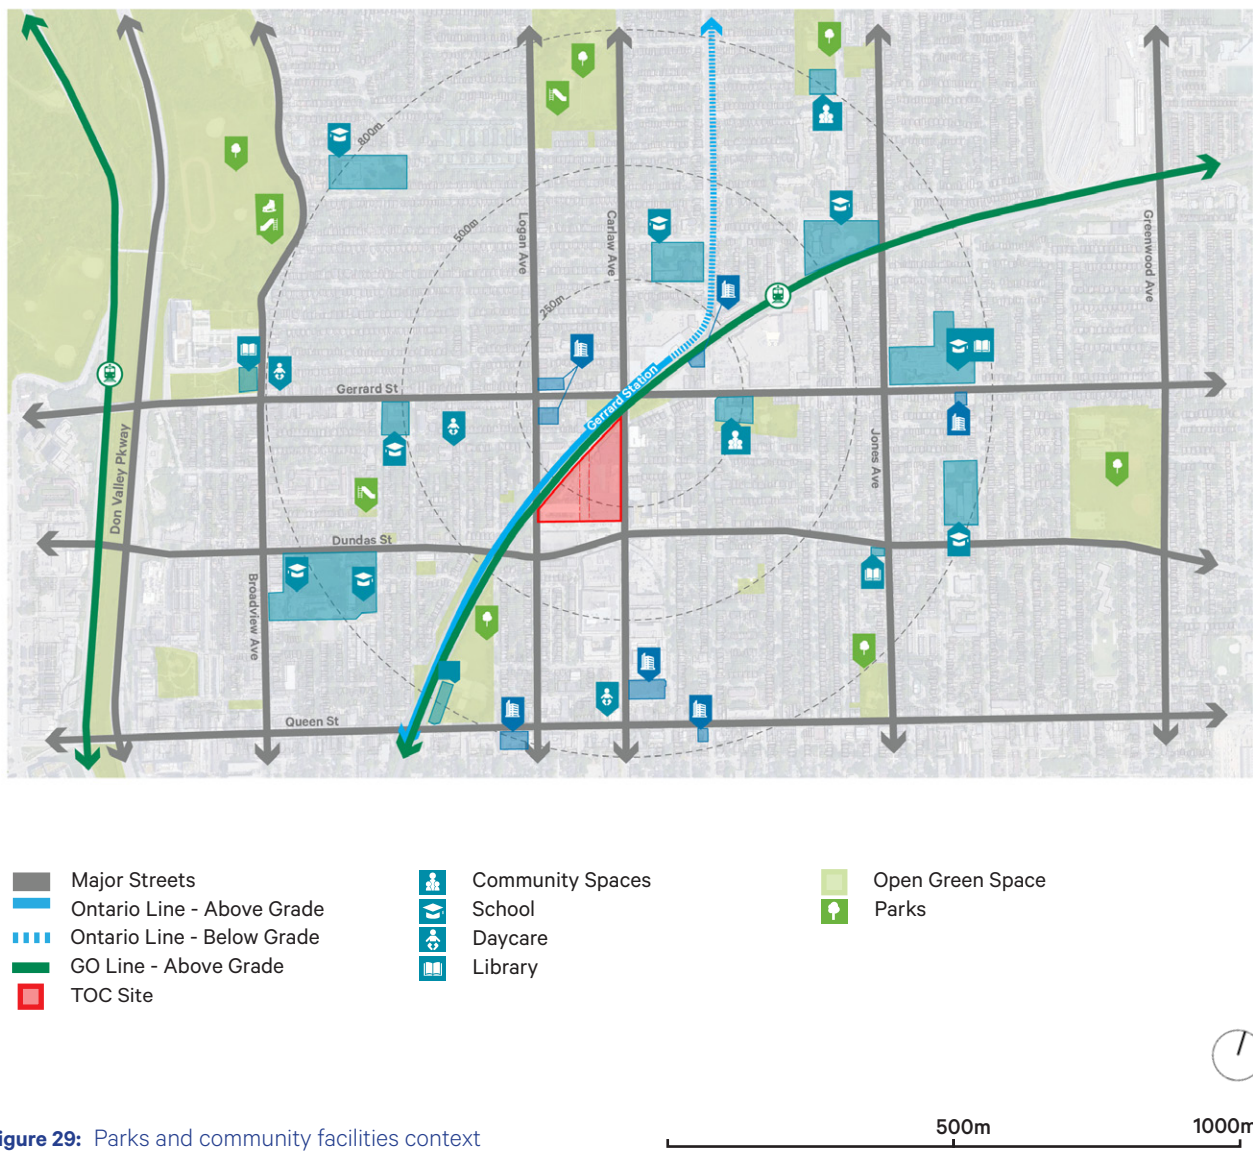 800m
500m
250m
Logan Ave
Carlaw Ave
Greenwood Ave
Gerrard Station
Gerrard St
Don Valley Pkway
Jones Ave
Dundas St
Broadview Ave
Queen St
Major Streets
Ontario Line - Above Grade
Ontario Line - Below Grade
GO Line - Above Grade
TOC Site
Community Spaces
School
Daycare
Library
Open Green Space
Parks
igure 29: Parks and community facilities context
500m
1000m